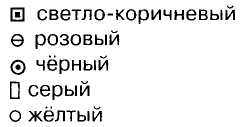 светло-коричневый
розовый
чёрный
серый
жёлтый